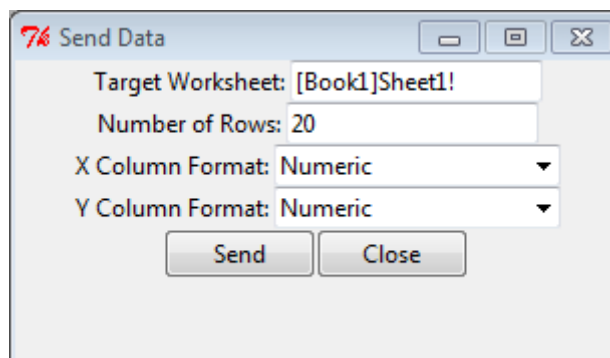 Send Data
Target Worksheet: [Book1]Sheet1!
Number of Rows: 20
X Column Format: Numeric
Y Column Format: Numeric
Send Close